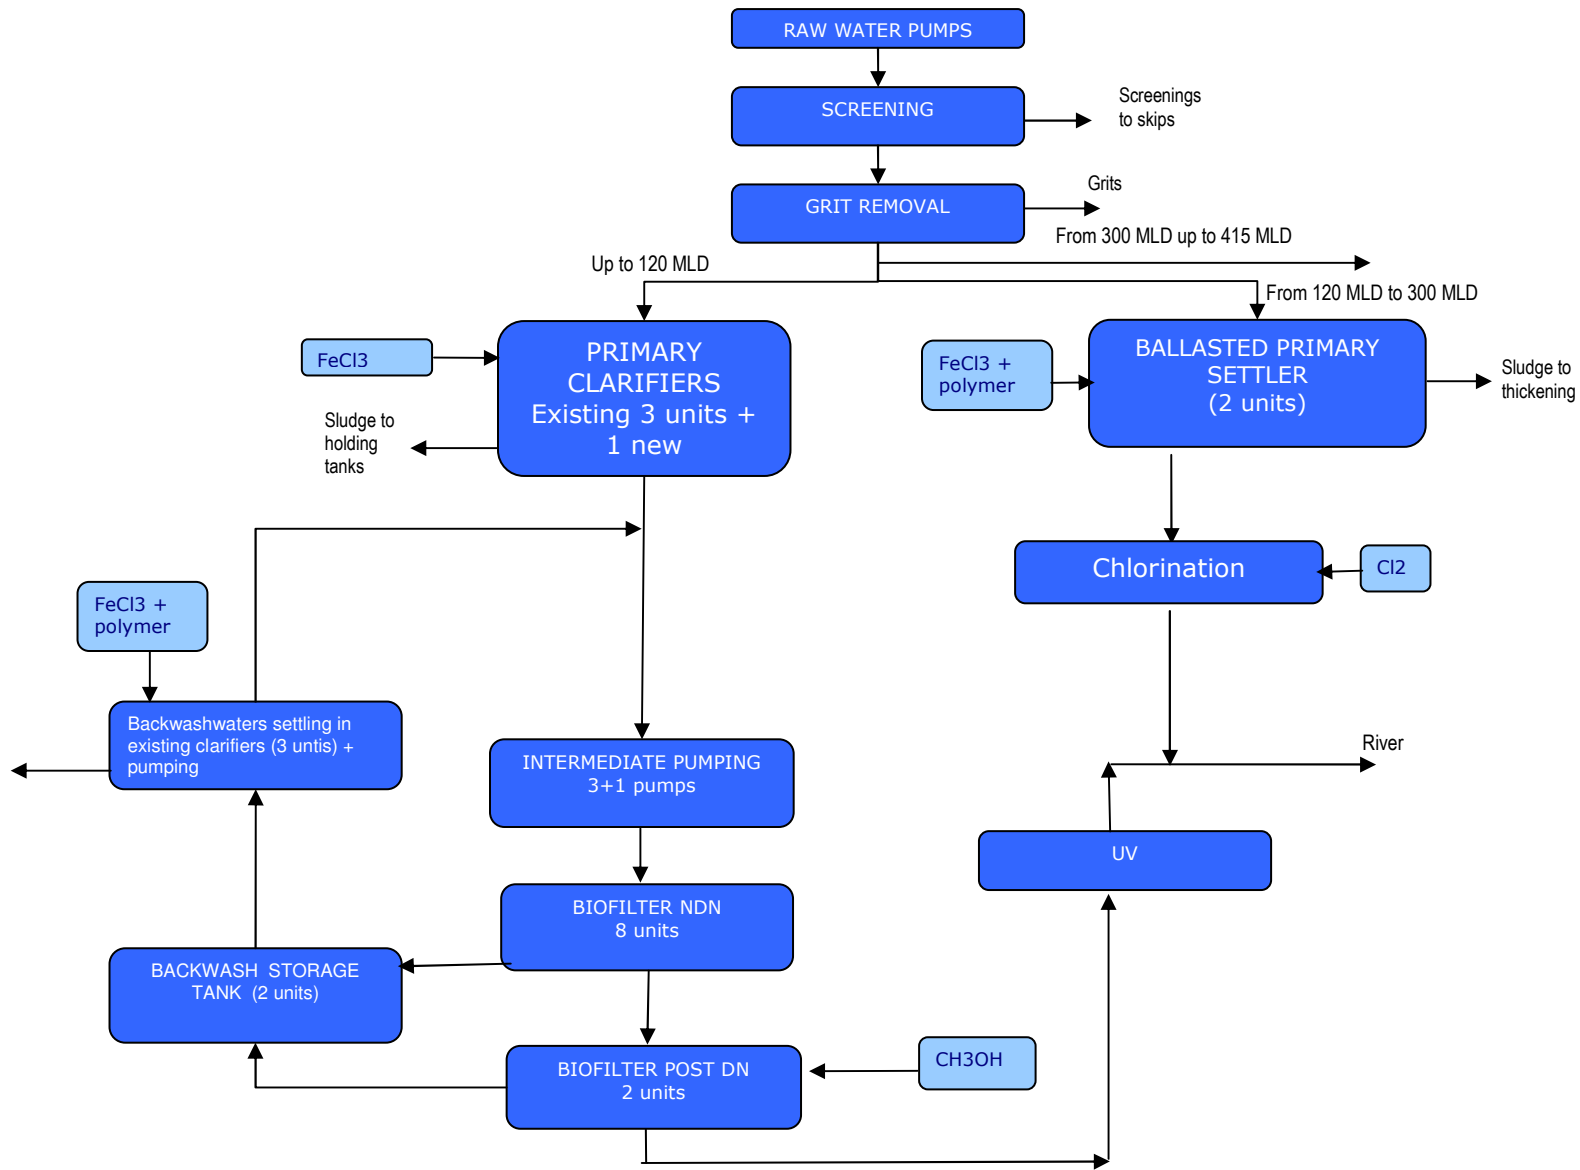 RAW WATER PUMPS
SCREENING
Screenings
to skips
GRIT REMOVAL
Grits
From 300 MLD up to 415 MLD
Up to 120 MLD
From 120 MLD to 300 MLD
FeCl3
PRIMARY
CLARIFIERS
Existing 3 units +
1 new
Sludge to
holding
tanks
FeCl3 +
polymer
BALLASTED PRIMARY
SETTLER
(2 units)
Sludge to
thickening
Chlorination
Cl2
FeCl3 +
polymer
Backwashwaters settling in
existing clarifiers (3 untis) +
pumping
INTERMEDIATE PUMPING
3+1 pumps
River
UV
BIOFILTER NDN
8 units
BACKWASH STORAGE
TANK (2 units)
BIOFILTER POST DN
2 units
CH3OH